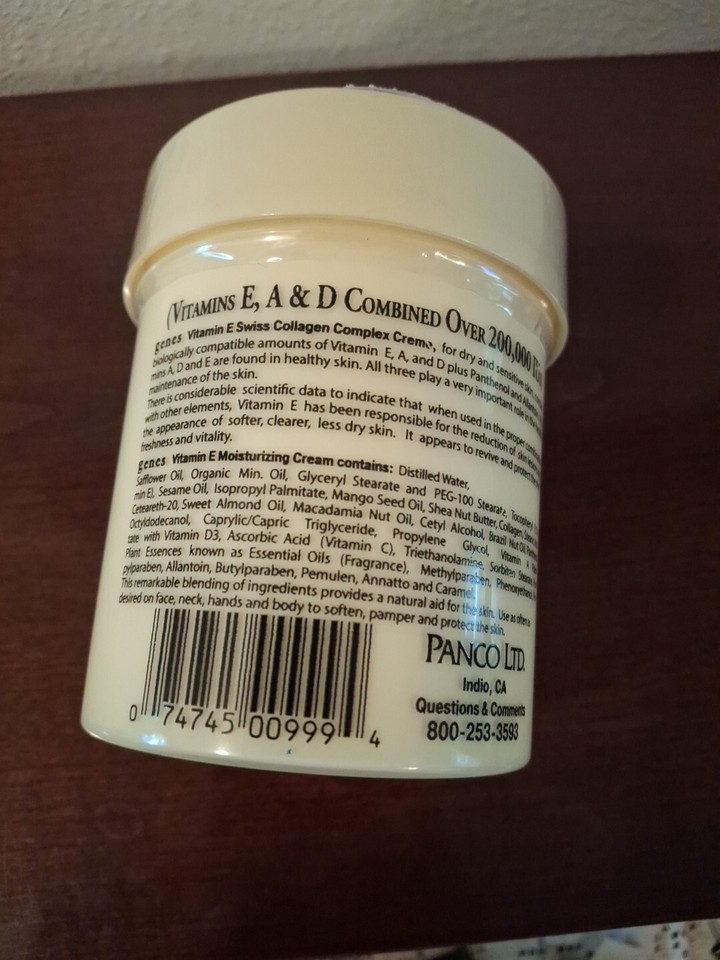 (VITAMINS E, A & D COMBINED OVER 200,000
genes Vitamin E Swiss Collagen Complex Creme, for dry and sensitive skin,
biologically compatible amounts of Vitamin E, A, and D plus Panthenol and
mins A, D and E are found in healthy skin. All three play a very important role in the
maintenance of the skin.
There is considerable scientific data to indicate that when used in the proper
with other elements, Vitamin E has been responsible for the reduction of skin
the appearance of softer, clearer, less dry skin. It appears to revive and protect the
freshness and vitality.
genes Vitamin E Moisturizing Cream contains: Distilled Water,
Safflower Oil, Organic Min. Oil, Glyceryl Stearate and PEG-100 Stearate,
min E), Sesame Oil, Isopropyl Palmitate, Mango Seed Oil, Shea Nut Butter, Collagen,
Ceteareth-20, Sweet Almond Oil, Macadamia Nut Oil, Cetyl Alcohol, Brazil Nut Oil,
Octyldodecanol, Caprylic/Capric Triglyceride, Propylene Glycol, Vitamin A
tate with Vitamin D3, Ascorbic Acid (Vitamin C), Triethanolamine, Sorbitan Stearate,
Plant Essences known as Essential Oils (Fragrance), Methylparaben,
pylparaben, Allantoin, Butylparaben, Pemulen, Annatto and Caramel.
This remarkable blending of ingredients provides a natural aid for the skin. Use as often a
desired on face, neck, hands and body to soften, pamper and protect the skin.
PANCO LTD.
Indio, CA
Questions & Comments
800-253-3593
0 74745 00999 4